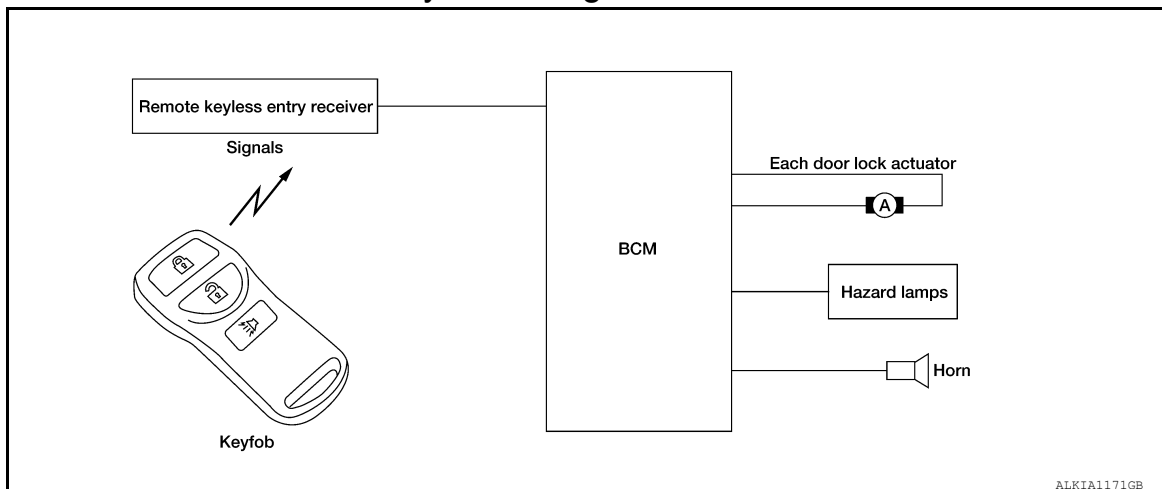 Remote keyless entry receiver
Signals
Keyfob
BCM
Each door lock actuator
A
Hazard lamps
Horn
ALKIA1171GB